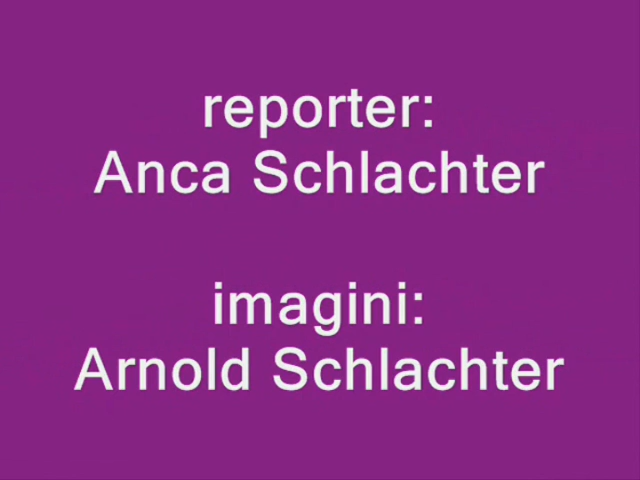 reporter:
Anca Schlachter
imagini:
Arnold Schlachter